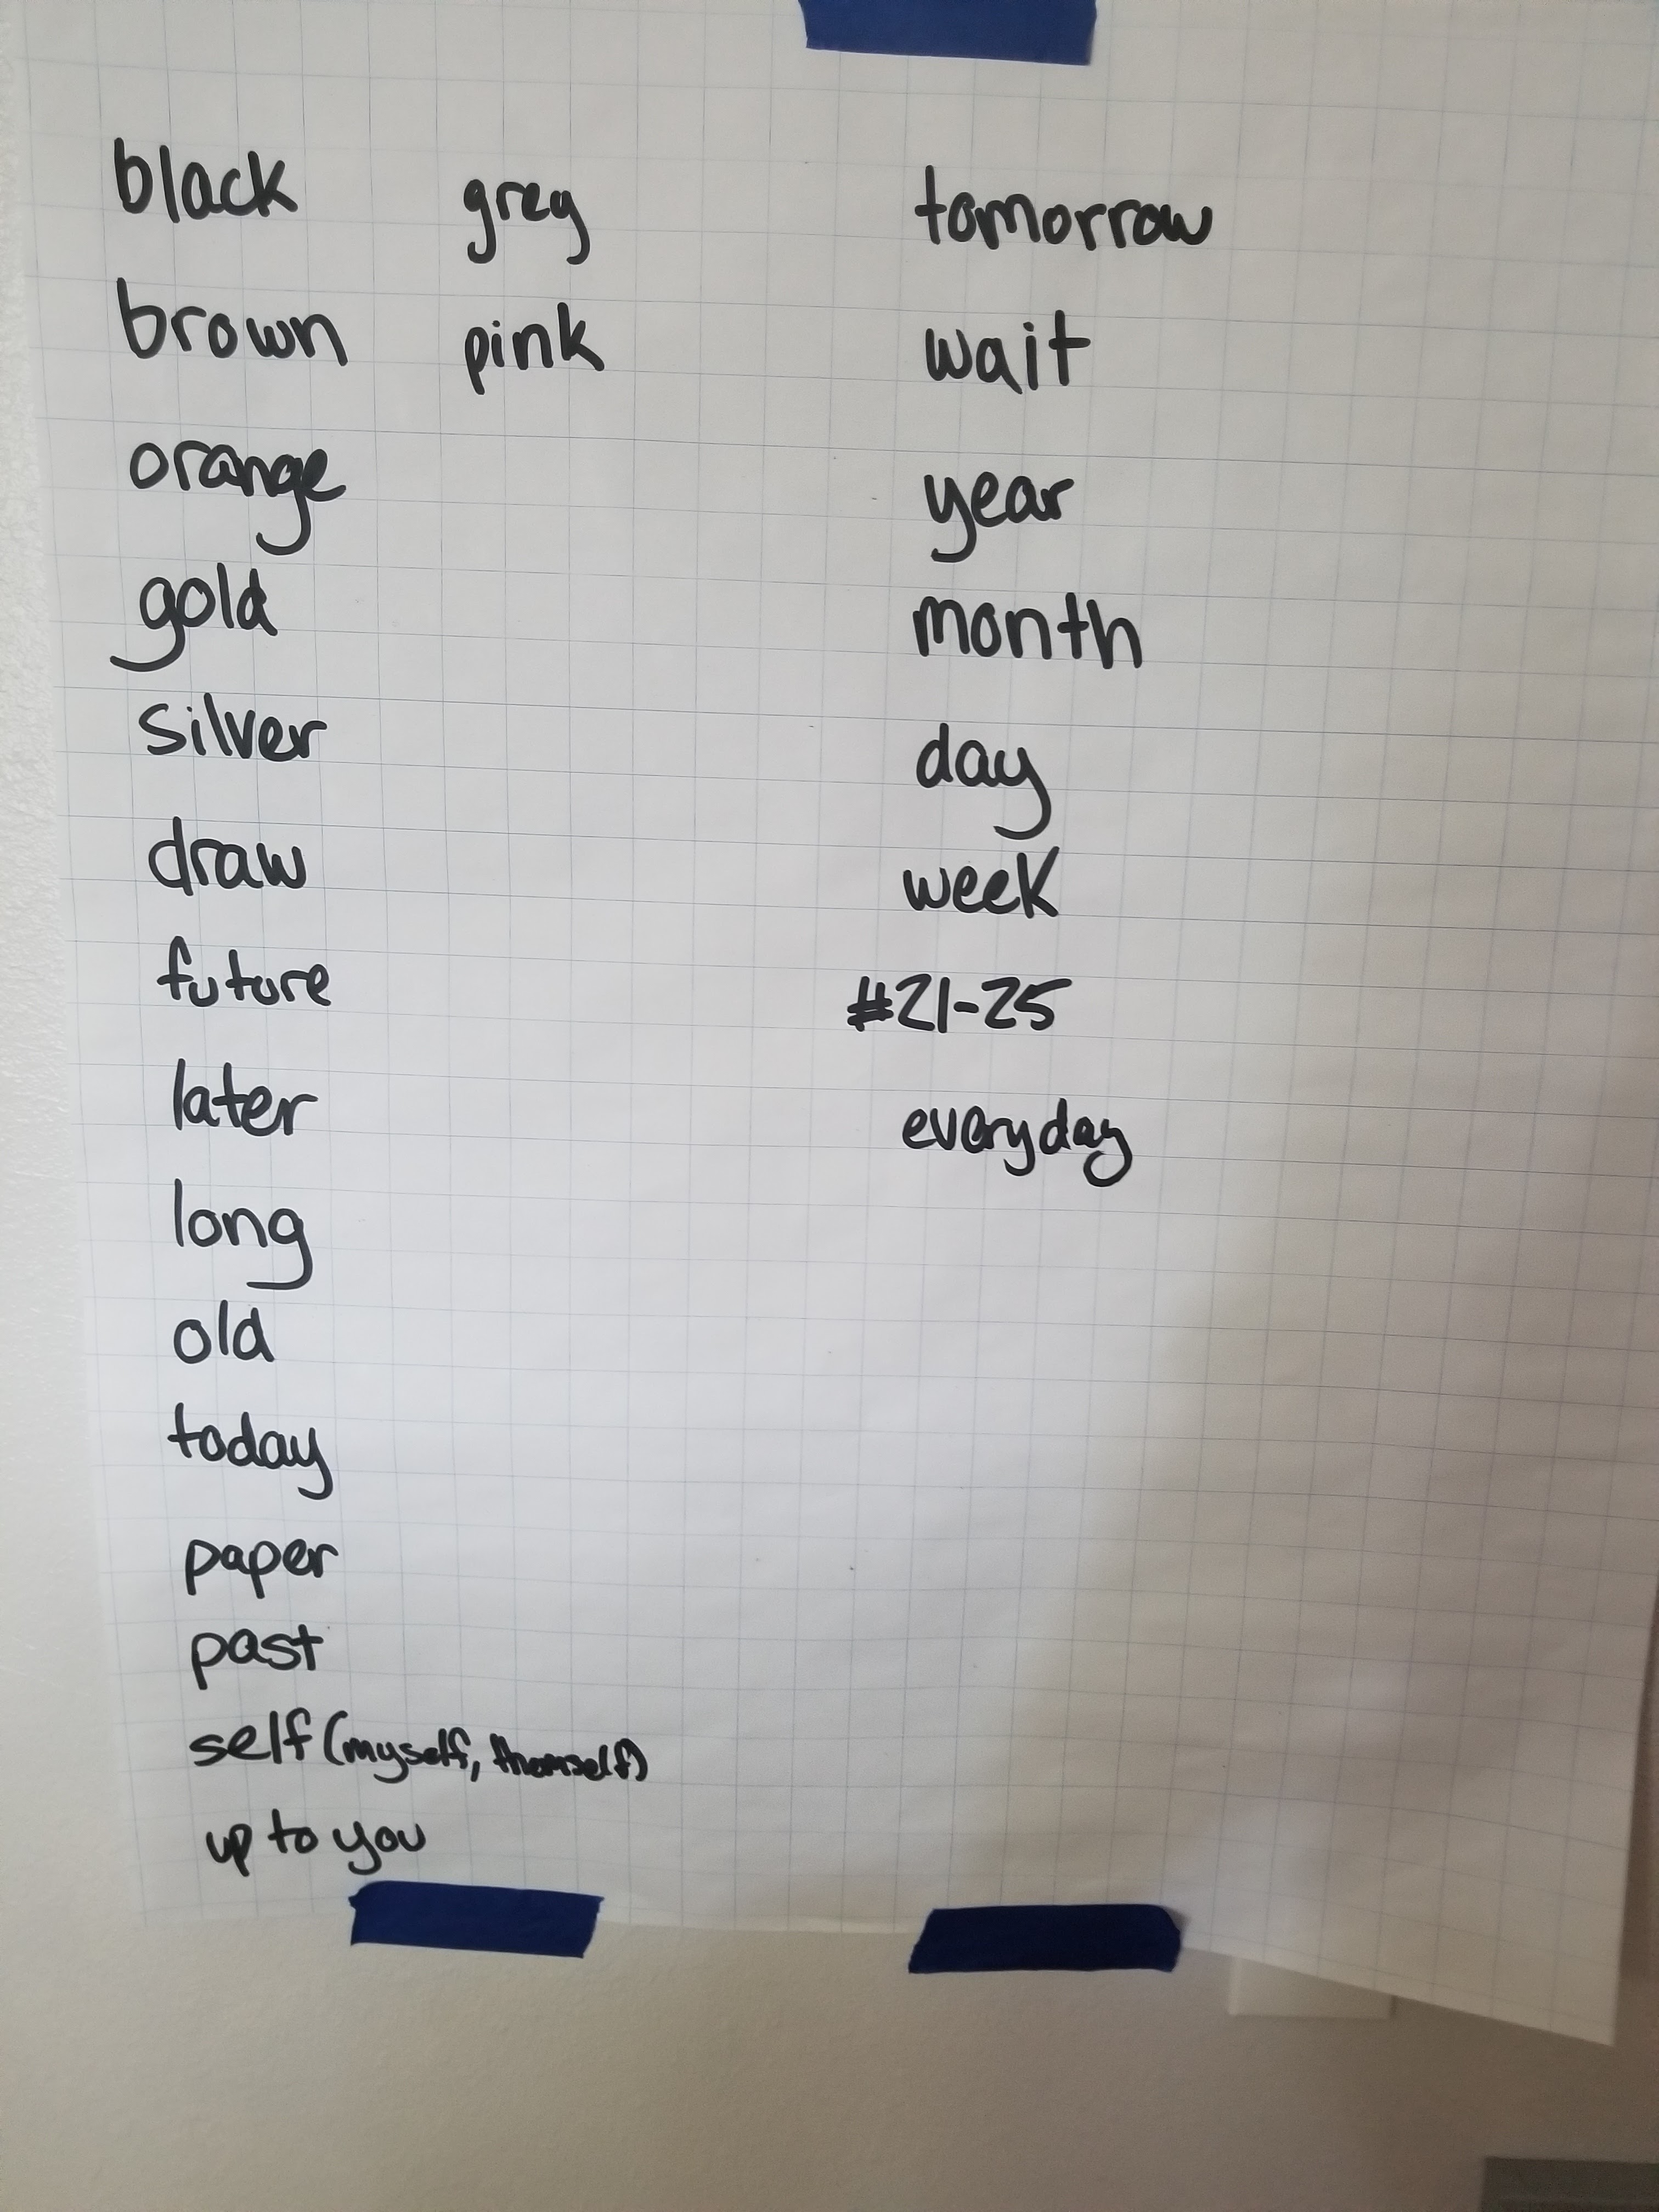 black
brown
orange
gold
silver
draw
future
later
long
old
today
paper
past
self (myself, themself)
up to you
grey
pink
tomorrow
wait
year
month
day
week
#21-25
everyday